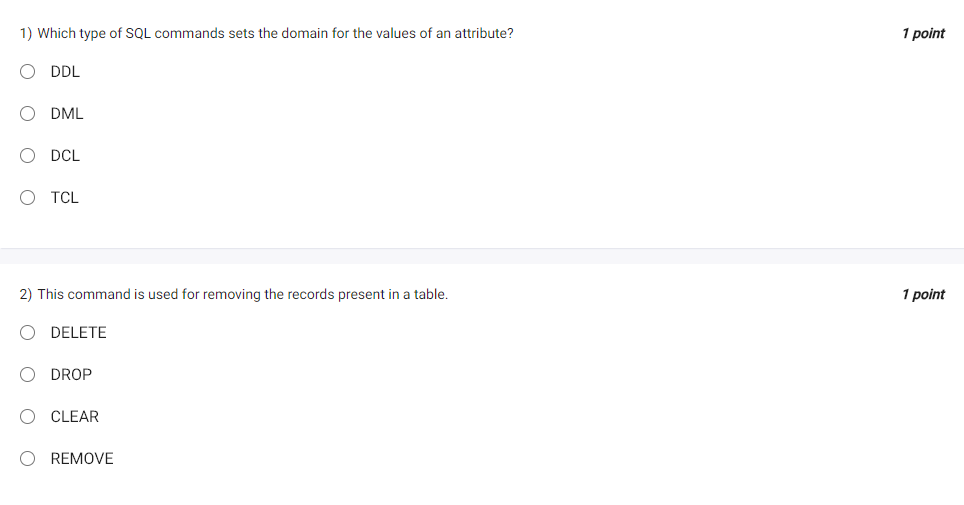 1) Which type of SQL commands sets the domain for the values of an attribute? 1 point
DDL
DML
DCL
TCL
2) This command is used for removing the records present in a table. 1 point
DELETE
DROP
CLEAR
REMOVE